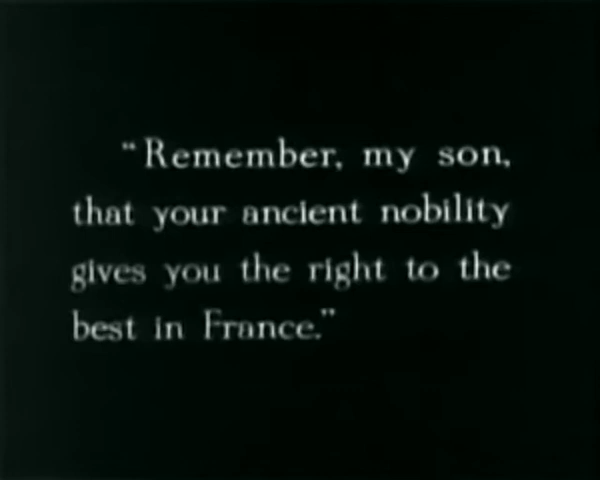 “Remember, my son,
that your ancient nobility
gives you the right to the
best in France.”